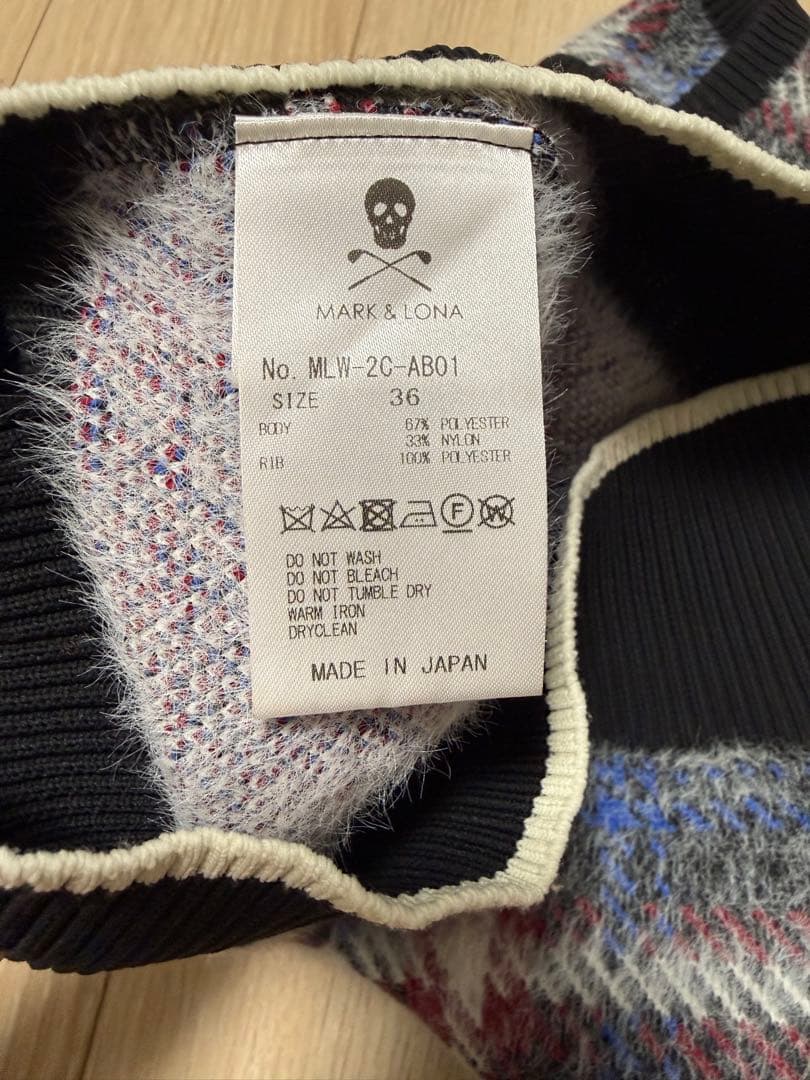 MARK & LONA
No. MLW-2C-AB01
SIZE 36
BODY 67% POLYESTER
33% NYLON
RIB 100% POLYESTER
F W
DO NOT WASH
DO NOT BLEACH
DO NOT TUMBLE DRY
WARM IRON
DRYCLEAN
MADE IN JAPAN